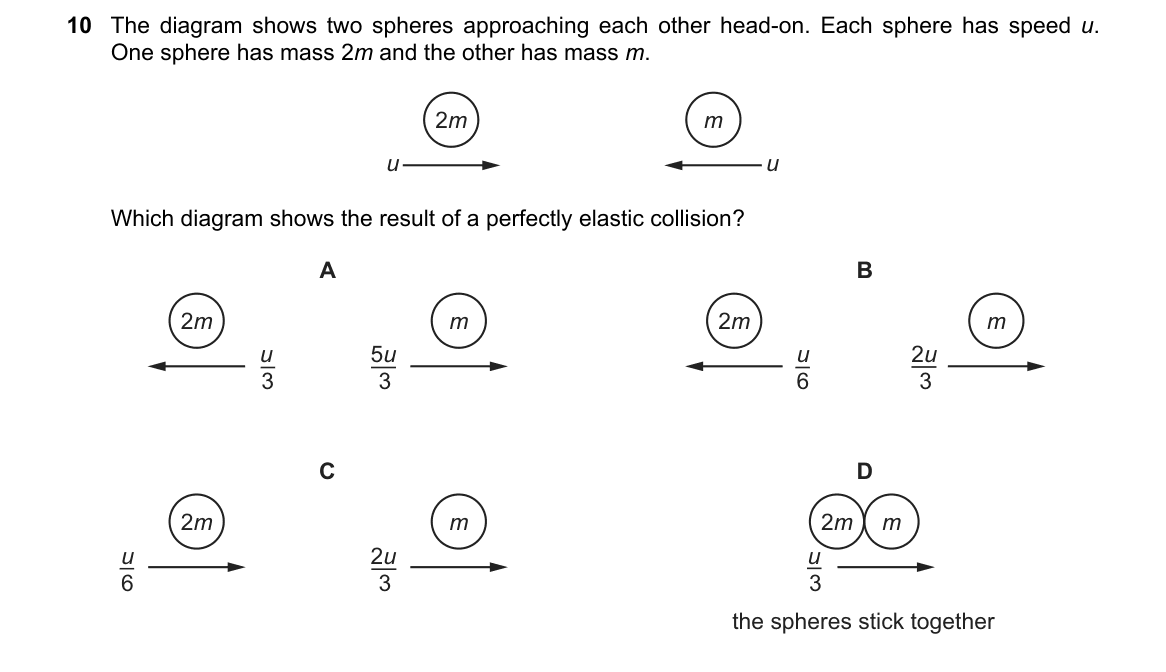 10 The diagram shows two spheres approaching each other head-on. Each sphere has speed u.
One sphere has mass 2m and the other has mass m.
2m
m
u
u
Which diagram shows the result of a perfectly elastic collision?
A
B
2m
m
2m
m
u/3
5u/3
u/6
2u/3
C
D
2m
m
2m
m
u/6
2u/3
u/3
the spheres stick together